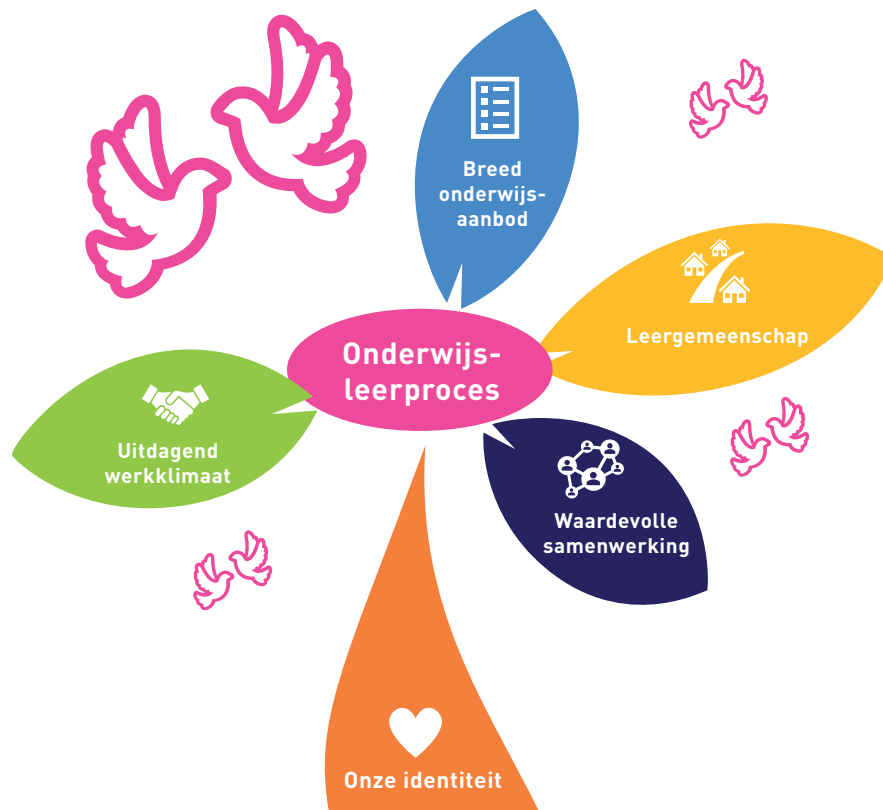 Breed
onderwijs-
aanbod
Leergemeenschap
Onderwijs-
leerproces
Uitdagend
werkklimaat
Waardevolle
samenwerking
Onze identiteit